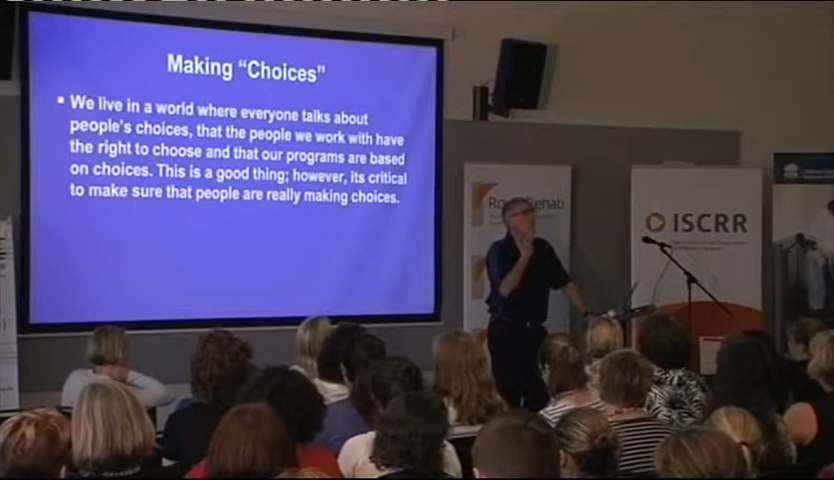 Making “Choices”
▪ We live in a world where everyone talks about
people's choices, that the people we work with have
the right to choose and that our programs are based
on choices. This is a good thing; however, its critical
to make sure that people are really making choices.
ISCRR